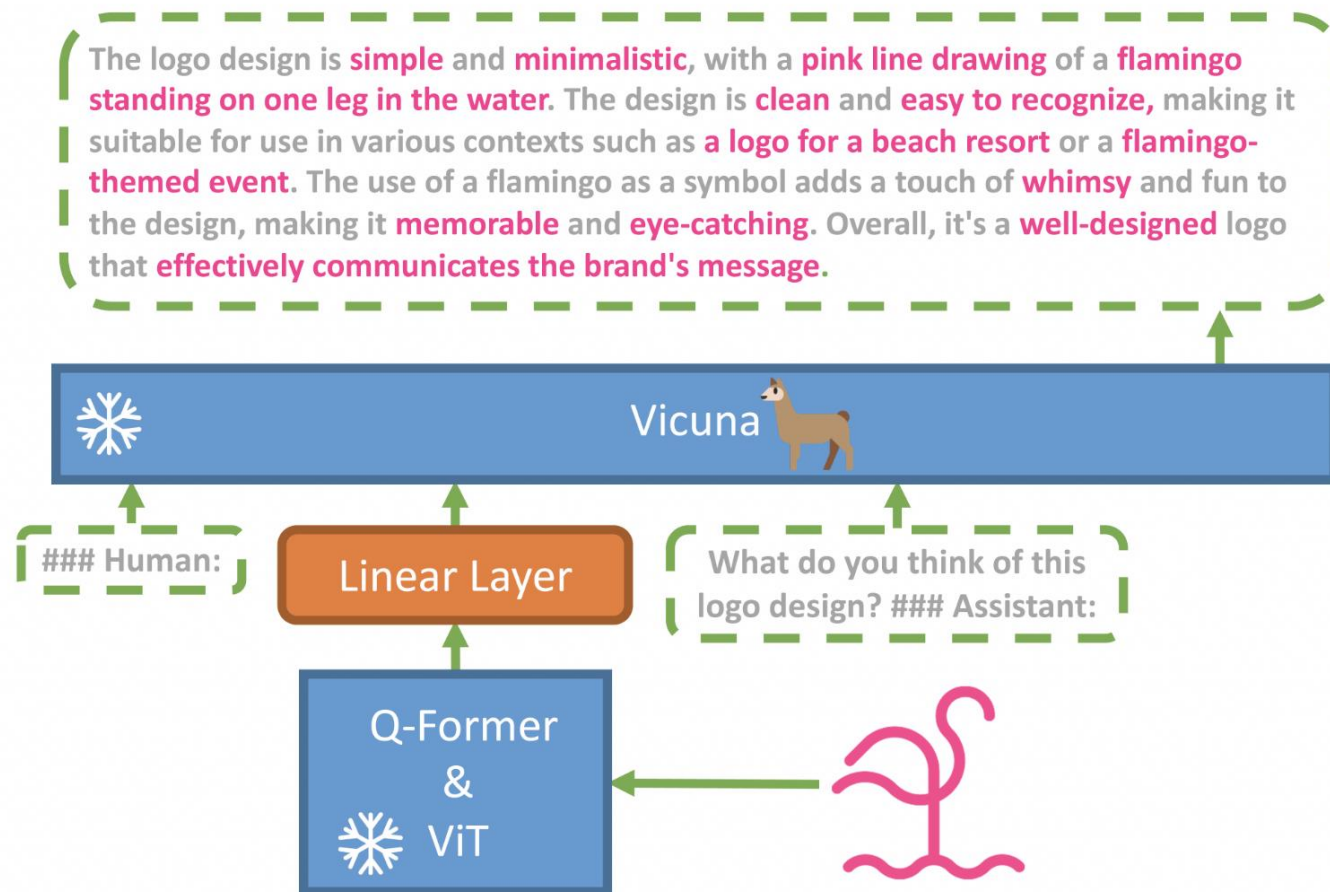 The logo design is simple and minimalistic, with a pink line drawing of a flamingo
standing on one leg in the water. The design is clean and easy to recognize, making it
suitable for use in various contexts such as a logo for a beach resort or a flamingo-
themed event. The use of a flamingo as a symbol adds a touch of whimsy and fun to
the design, making it memorable and eye-catching. Overall, it's a well-designed logo
that effectively communicates the brand's message.
Vicuna
### Human:
Linear Layer
What do you think of this
logo design? ### Assistant:
Q-Former
&
ViT